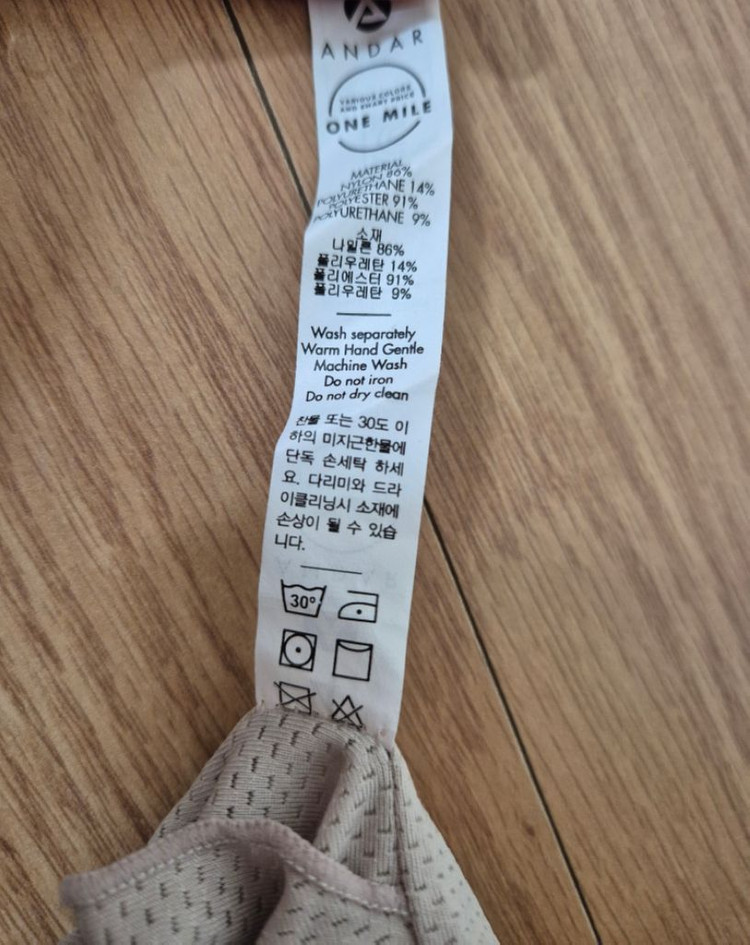 ANDAR
VARIOUS COLORS
AND SMART PRICE
ONE MILE
MATERIAL
NYLON 86%
POLYURETHANE 14%
POLYESTER 91%
POLYURETHANE 9%
소재
나일론 86%
폴리우레탄 14%
폴리에스터 91%
폴리우레탄 9%
Wash separately
Warm Hand Gentle
Machine Wash
Do not iron
Do not dry clean
찬물 또는 30도 이
하의 미지근한물에
단독 손세탁 하세
요. 다리미와 드라
이클리닝시 소재에
손상이 될 수 있습
니다.
30°